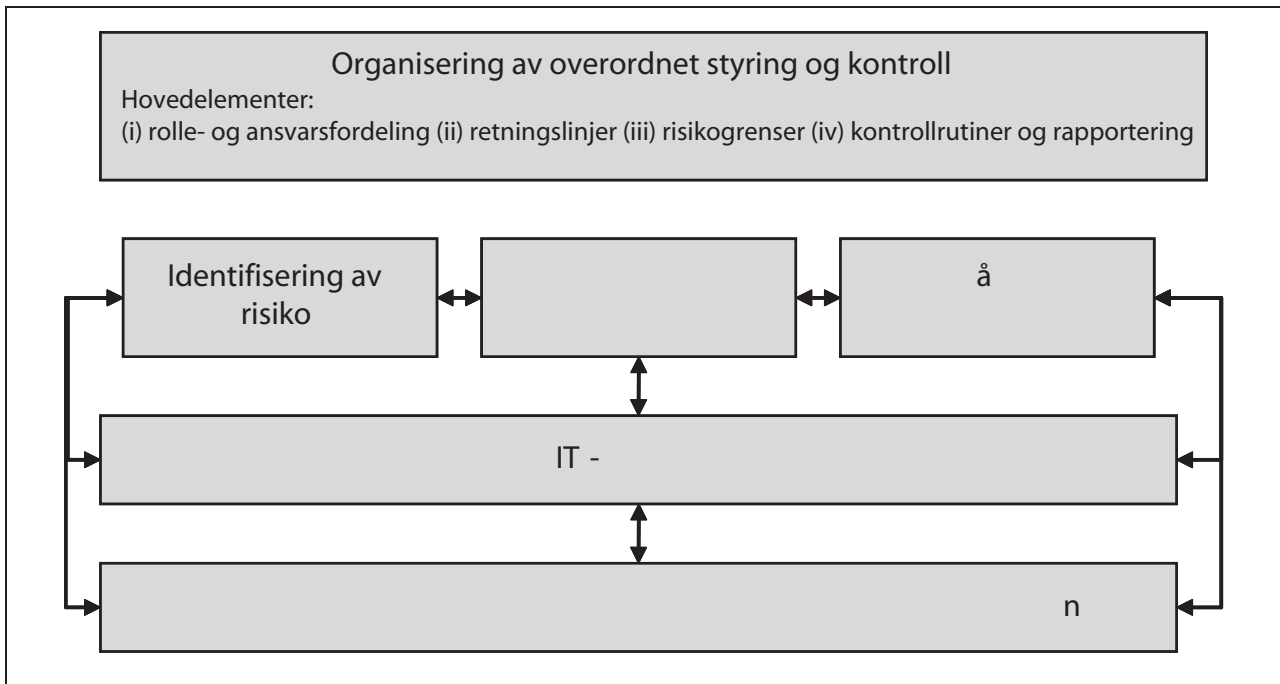 Organisering av overordnet styring og kontroll
Hovedelementer:
(i) rolle- og ansvarsfordeling (ii) retningslinjer (iii) risikogrenser (iv) kontrollrutiner og rapportering
Identifisering av
risiko
å
IT -
n